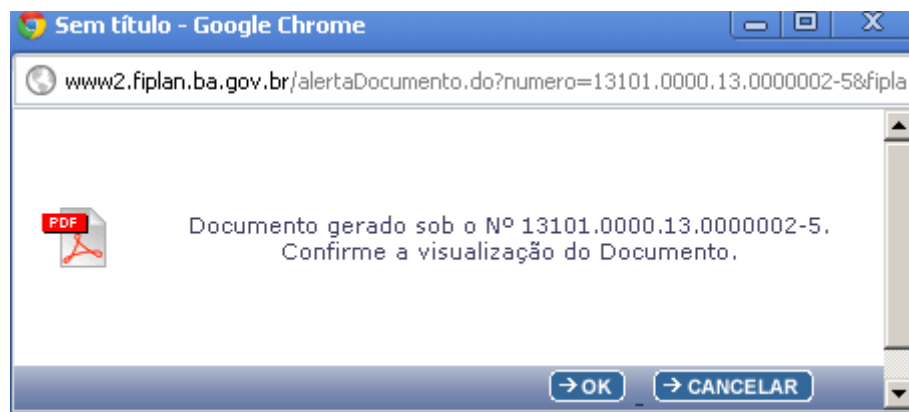 Sem título - Google Chrome
www2.fiplan.ba.gov.br/alertaDocumento.do?numero=13101.0000.13.0000002-5&fipla
PDF
Documento gerado sob o Nº 13101.0000.13.0000002-5.
Confirme a visualização do Documento.
OK CANCELAR